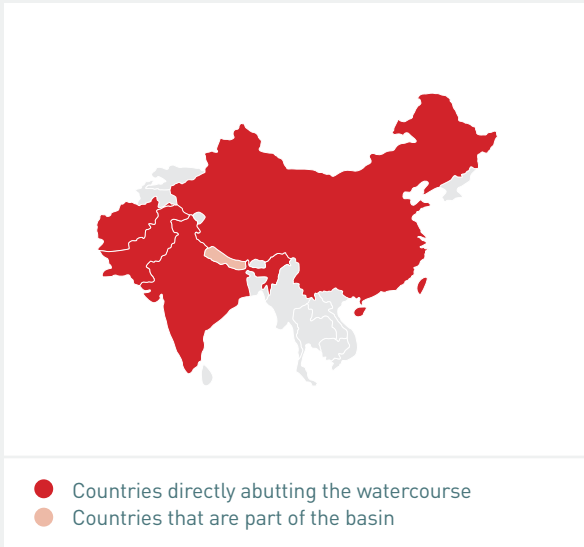 Countries directly abutting the watercourse
Countries that are part of the basin